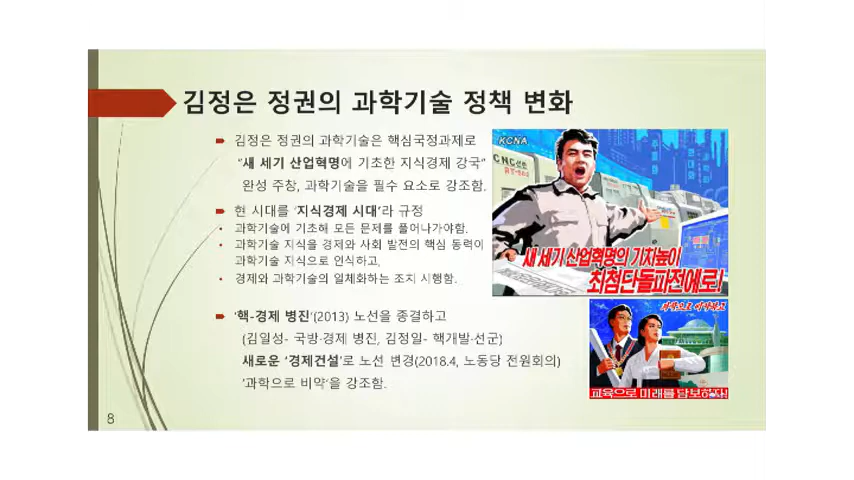 김정은 정권의 과학기술 정책 변화
김정은 정권의 과학기술은 핵심국정과제로
"새 세기 산업혁명에 기초한 지식경제 강국"
완성 주창, 과학기술을 필수 요소로 강조함.
현 시대를 '지식경제 시대'라 규정
• 과학기술에 기초해 모든 문제를 풀어나가야함.
• 과학기술 지식을 경제와 사회 발전의 핵심 동력이
과학기술 지식으로 인식하고,
• 경제와 과학기술의 일체화하는 조치 시행함.
'핵-경제 병진'(2013) 노선을 종결하고
(김일성- 국방·경제 병진, 김정일- 핵개발·선군)
새로운 '경제건설'로 노선 변경(2018.4, 노동당 전원회의)
'과학으로 비약'을 강조함.
KCNA
CNC
새 세기 산업혁명의 기치높이
최첨단돌파전에로!
과학으로 비약하고
교육으로 미래를 담보하자!
8